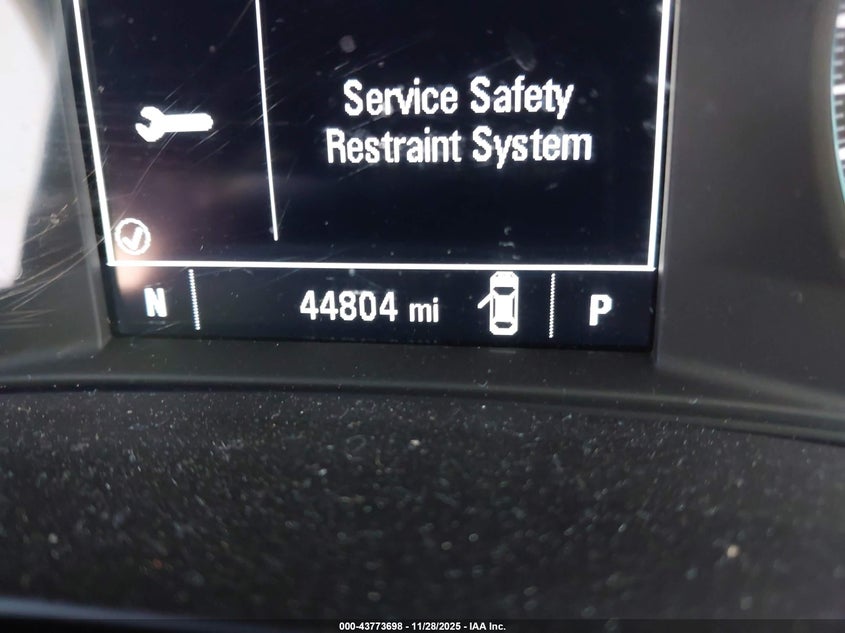 Service Safety
Restraint System
N 44804 mi P
000-43773698 - 11/28/2025 - IAA Inc.